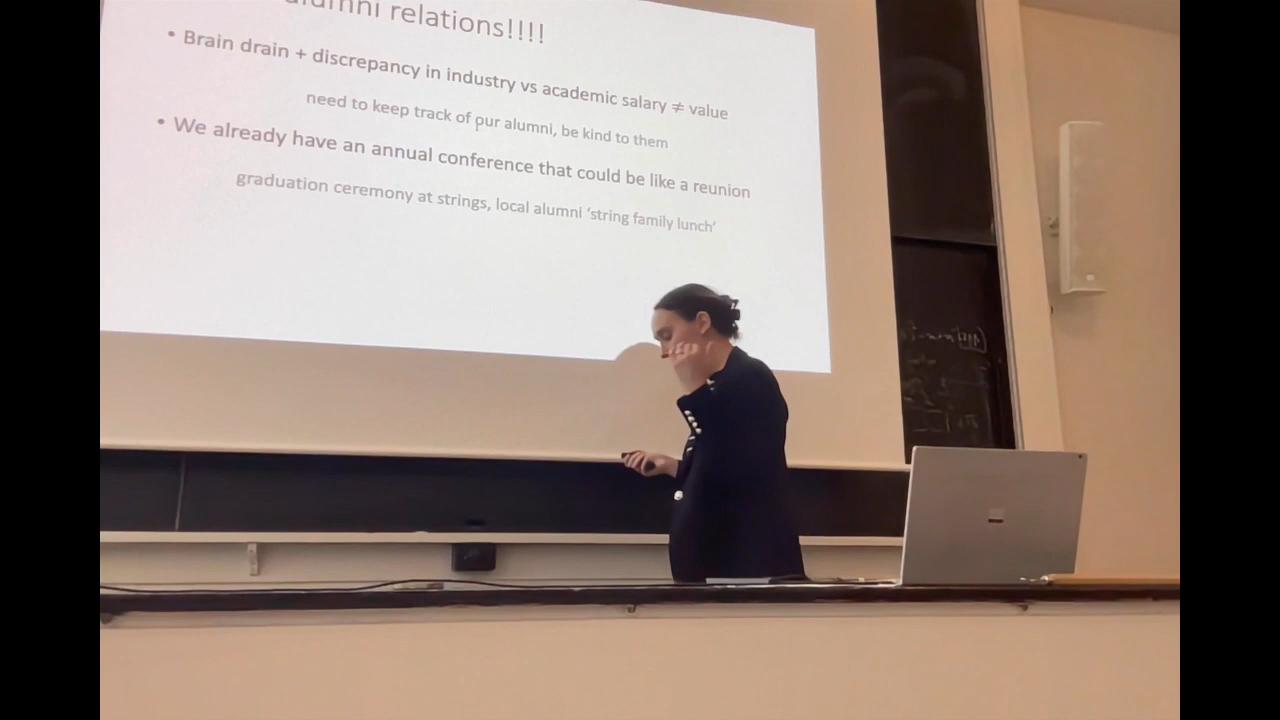 alumni relations!!!!
• Brain drain + discrepancy in industry vs academic salary ≠ value
need to keep track of our alumni, be kind to them
• We already have an annual conference that could be like a reunion
graduation ceremony at strings, local alumni ‘string family lunch’